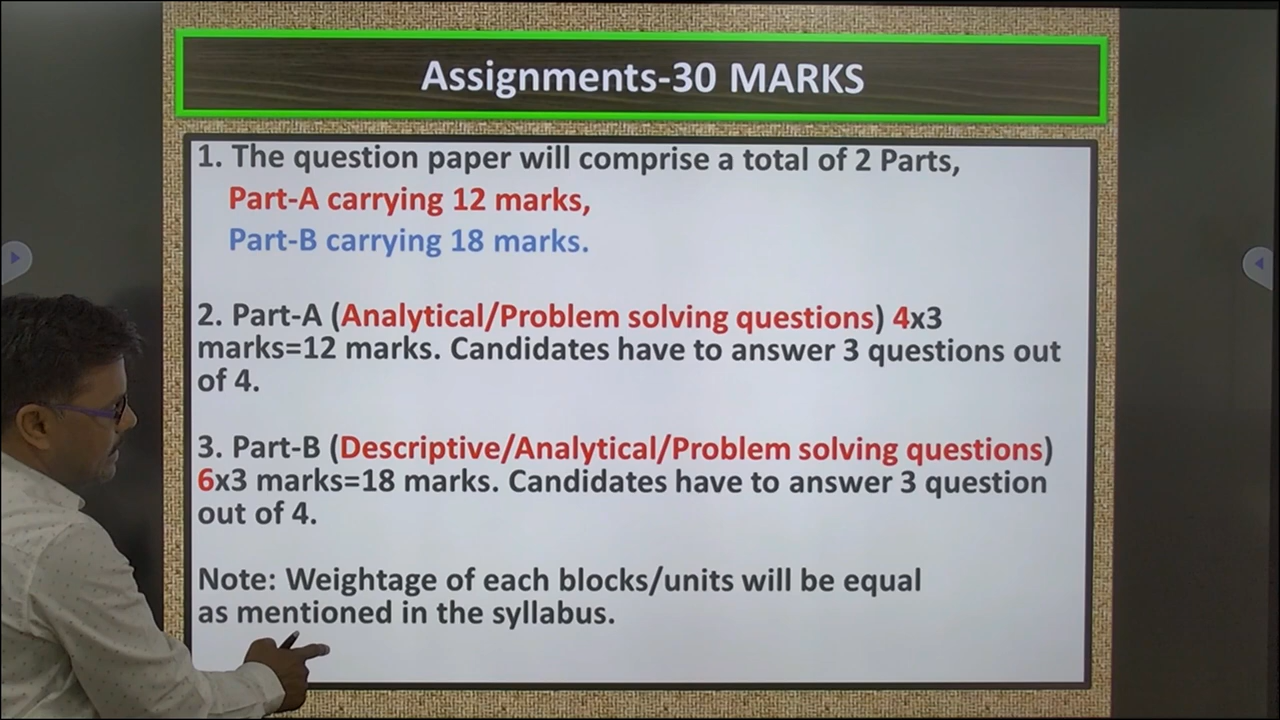 Assignments-30 MARKS
1. The question paper will comprise a total of 2 Parts,
Part-A carrying 12 marks,
Part-B carrying 18 marks.
2. Part-A (Analytical/Problem solving questions) 4x3
marks=12 marks. Candidates have to answer 3 questions out
of 4.
3. Part-B (Descriptive/Analytical/Problem solving questions)
6x3 marks=18 marks. Candidates have to answer 3 question
out of 4.
Note: Weightage of each blocks/units will be equal
as mentioned in the syllabus.